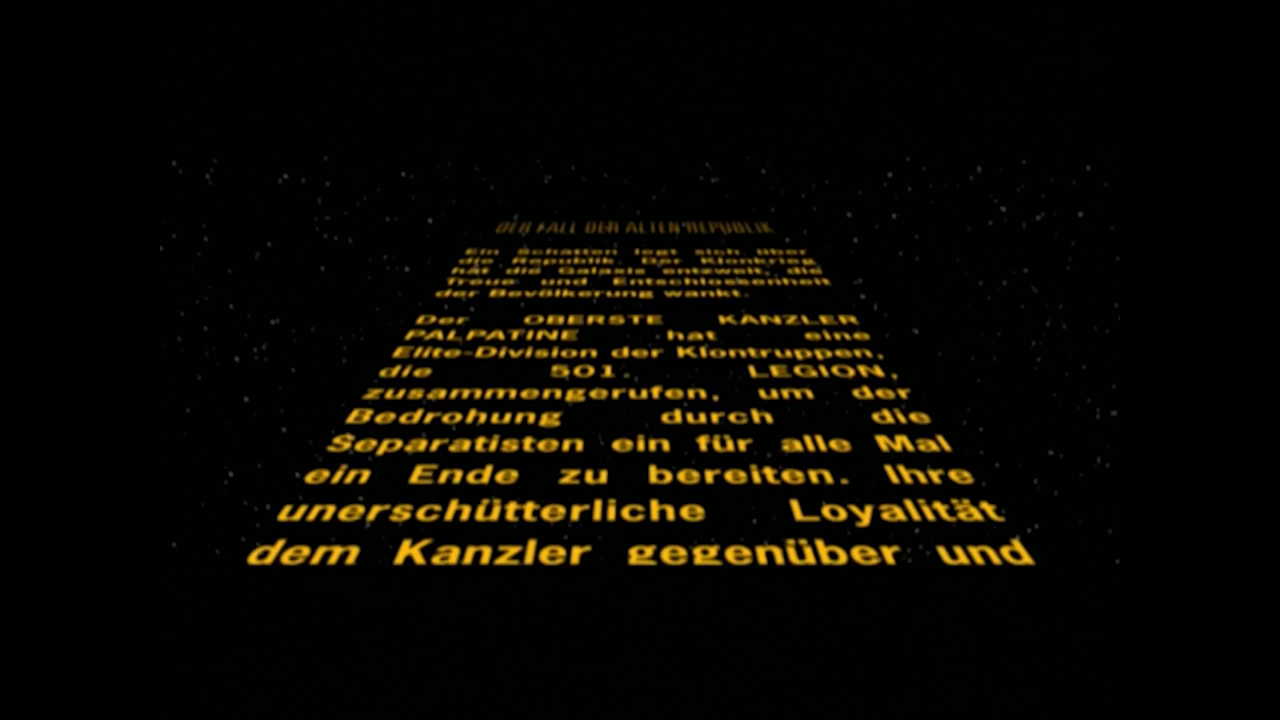 DER FALL DER ALTEN REPUBLIK
Ein Schatten legt sich über
die Republik. Der Klonkrieg
hat die Galaxis entzweit, die
Treue und Entschlossenheit
der Bevölkerung wankt.
Der OBERSTE KANZLER
PALPATINE hat eine
Elite-Division der Klontruppen,
die 501. LEGION,
zusammengerufen, um der
Bedrohung durch die
Separatisten ein für alle Mal
ein Ende zu bereiten. Ihre
unerschütterliche Loyalität
dem Kanzler gegenüber und